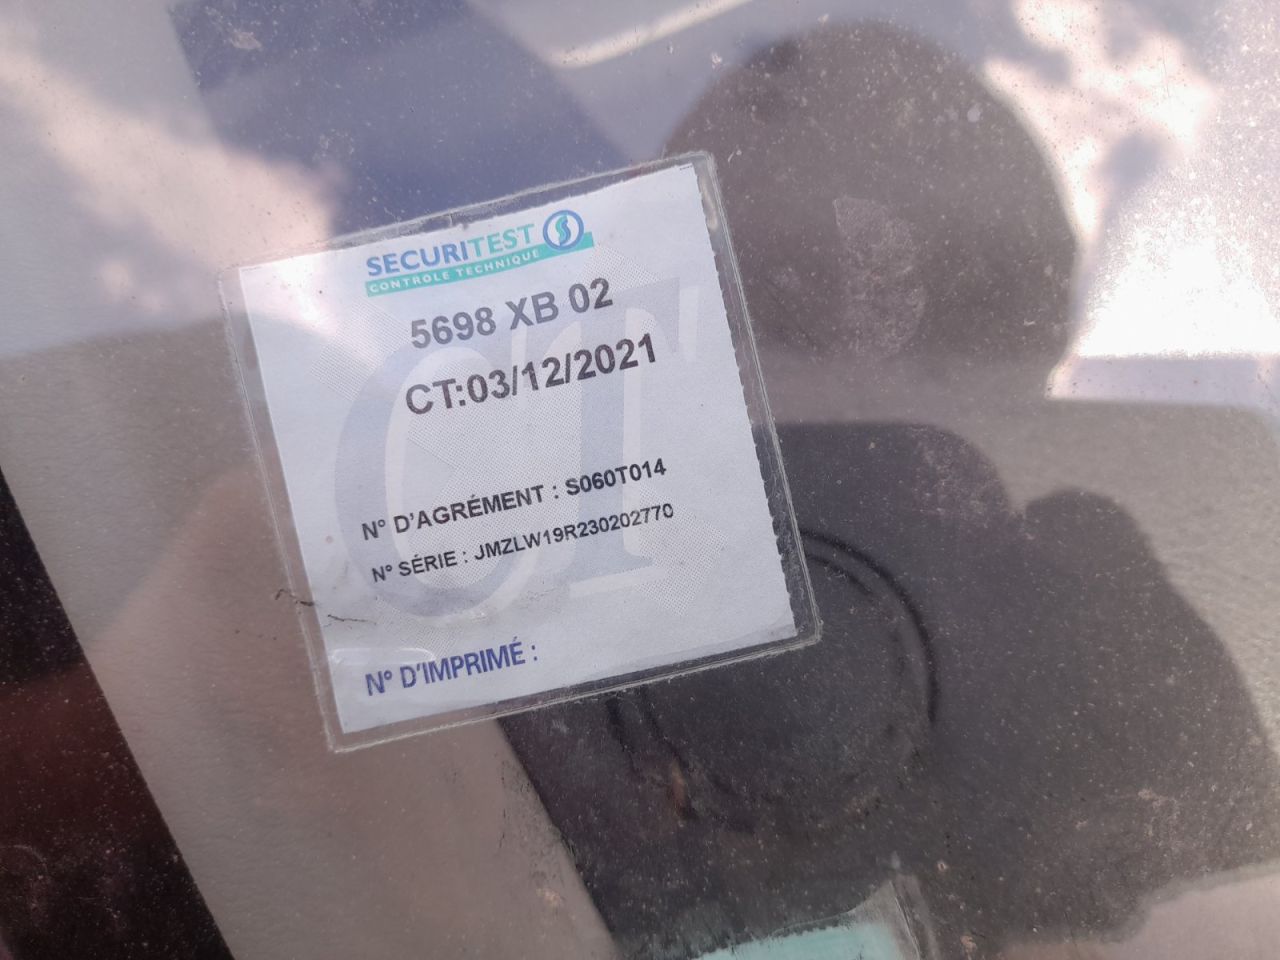 SECURITEST
CONTROLE TECHNIQUE
5698 XB 02
CT:03/12/2021
N° D'AGRÉMENT : S060T014
N° SÉRIE : JMZLW19R230202770
N° D'IMPRIMÉ :